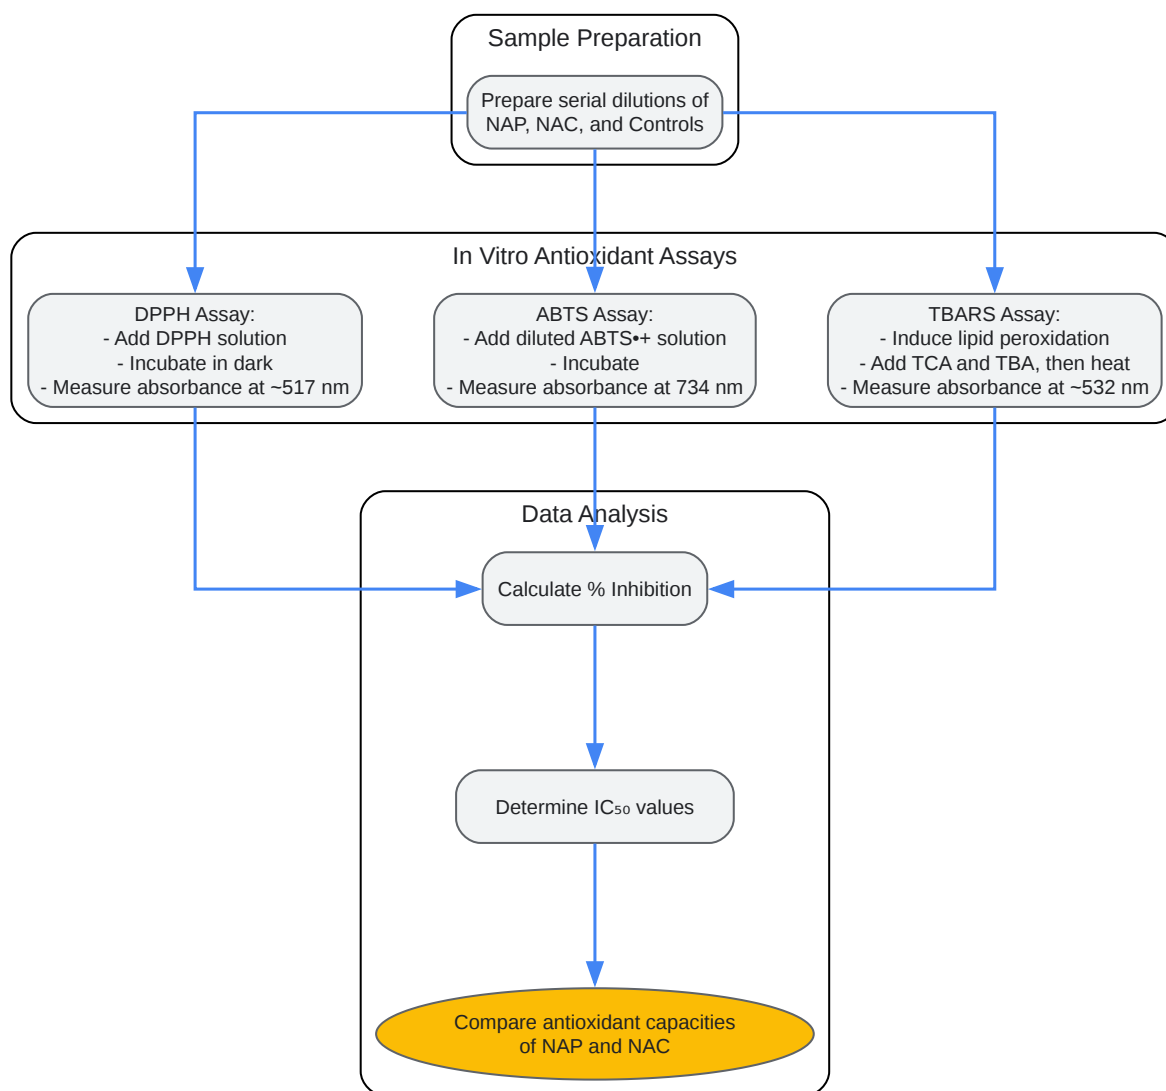 Sample Preparation
Prepare serial dilutions of
NAP, NAC, and Controls
In Vitro Antioxidant Assays
DPPH Assay:
- Add DPPH solution
- Incubate in dark
- Measure absorbance at ~517 nm
ABTS Assay:
- Add diluted ABTS•+ solution
- Incubate
- Measure absorbance at 734 nm
TBARS Assay:
- Induce lipid peroxidation
- Add TCA and TBA, then heat
- Measure absorbance at ~532 nm
Data Analysis
Calculate % Inhibition
Determine IC₅₀ values
Compare antioxidant capacities
of NAP and NAC